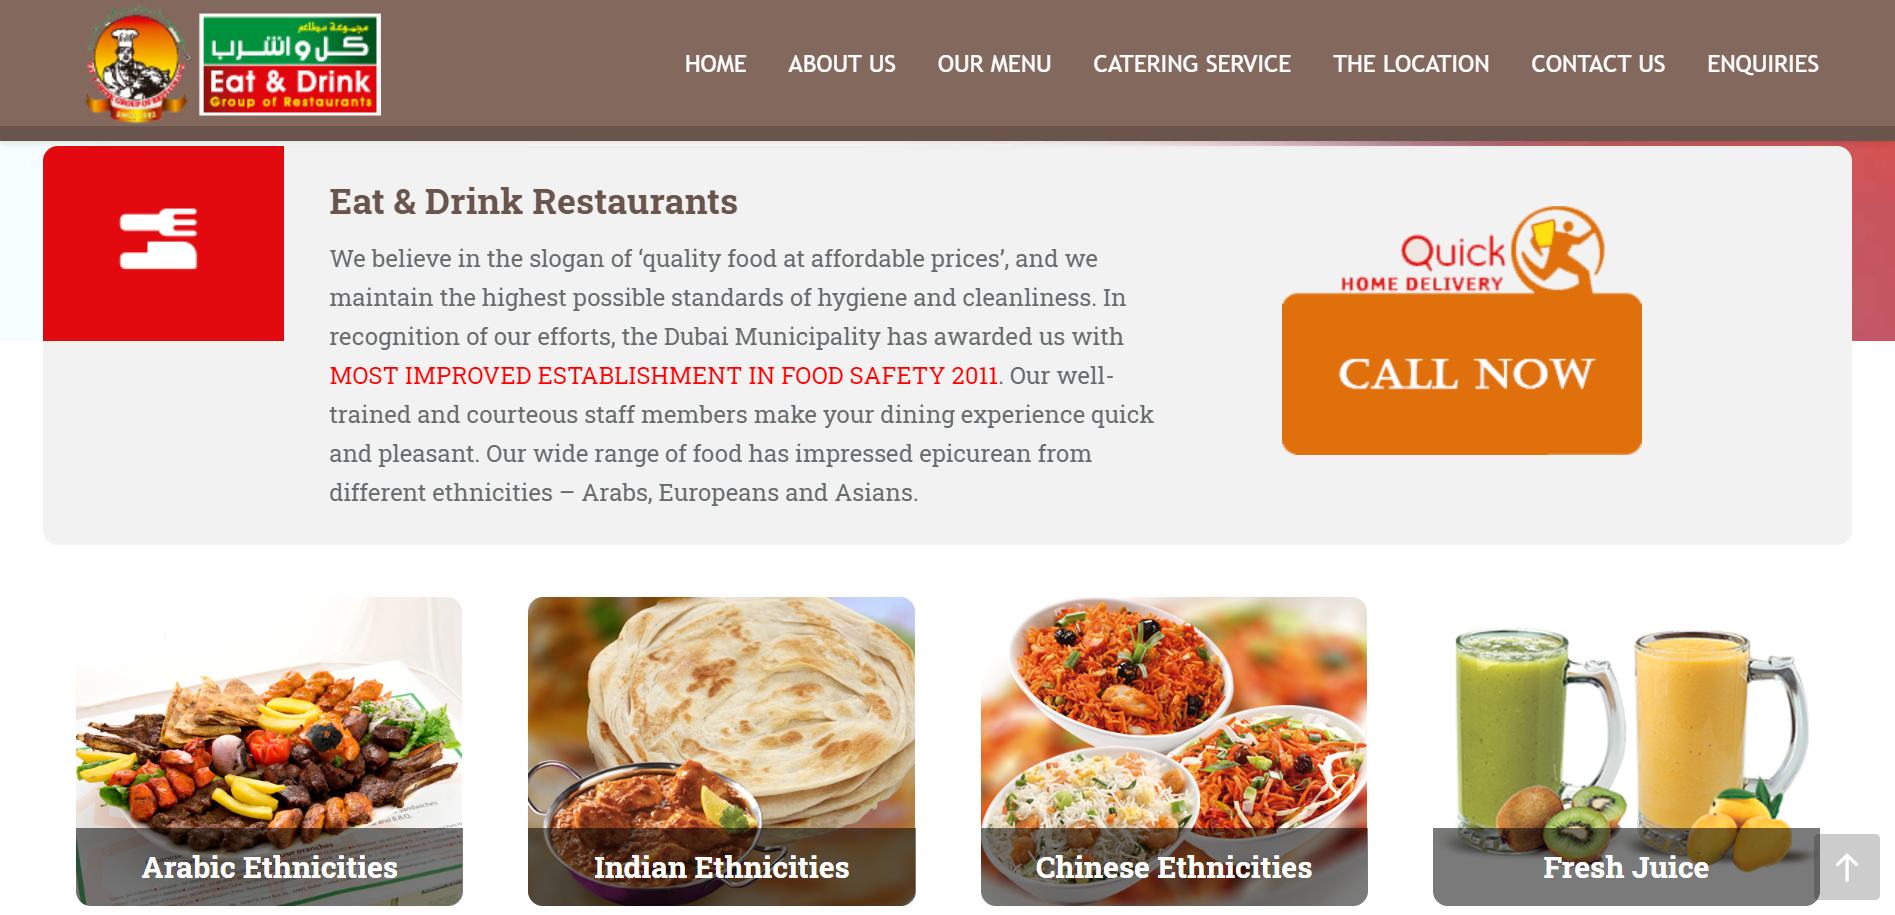 مجموعة مطاعم
كل واشرب
Eat & Drink
Group of Restaurants
HOME
ABOUT US
OUR MENU
CATERING SERVICE
THE LOCATION
CONTACT US
ENQUIRIES
Eat & Drink Restaurants
We believe in the slogan of ‘quality food at affordable prices’, and we
maintain the highest possible standards of hygiene and cleanliness. In
recognition of our efforts, the Dubai Municipality has awarded us with
MOST IMPROVED ESTABLISHMENT IN FOOD SAFETY 2011. Our well-
trained and courteous staff members make your dining experience quick
and pleasant. Our wide range of food has impressed epicurean from
different ethnicities – Arabs, Europeans and Asians.
Quick
HOME DELIVERY
CALL NOW
Arabic Ethnicities
Indian Ethnicities
Chinese Ethnicities
Fresh Juice